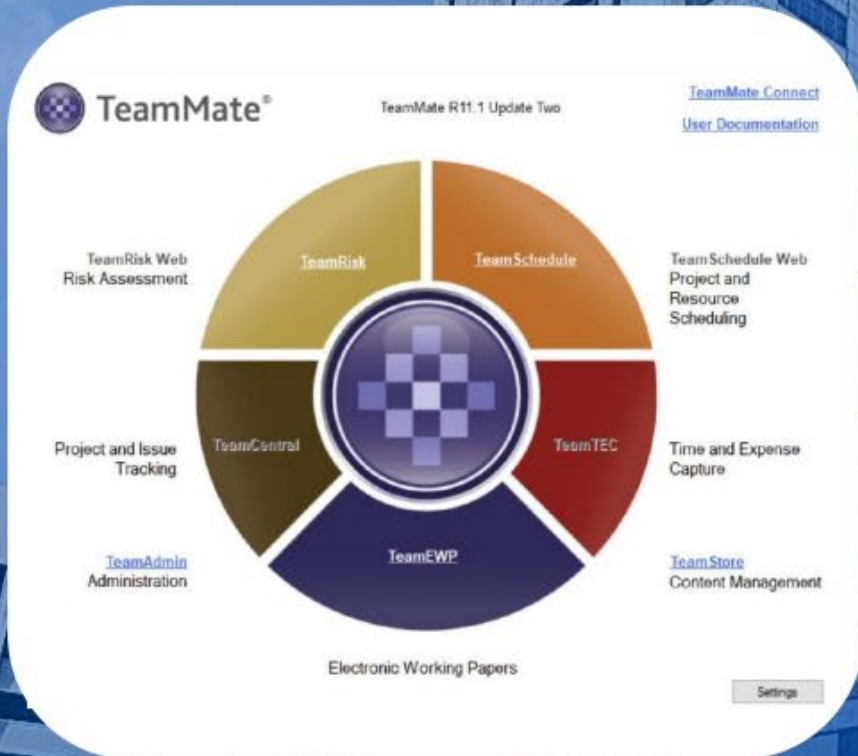 TeamMate®
TeamMate R11.1 Update Two
TeamMate Connect
User Documentation
TeamRisk Web
Risk Assessment
TeamRisk
TeamSchedule
TeamSchedule Web
Project and
Resource
Scheduling
Project and Issue
Tracking
TeamCentral
TeamTEC
Time and Expense
Capture
TeamAdmin
Administration
TeamEWP
TeamStore
Content Management
Electronic Working Papers
Settings